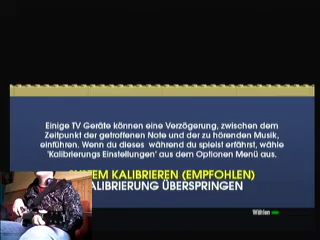 Einige TV Geräte können eine Verzögerung, zwischen dem
Zeitpunkt der getroffenen Note und der zu hörenden Musik,
einführen. Wenn du dieses während du spielst erfährst, wähle
'Kalibrierungs Einstellungen' aus dem Optionen Menü aus.
KALIBRIEREN (EMPFOHLEN)
ÜBERSPRINGEN
Wählen